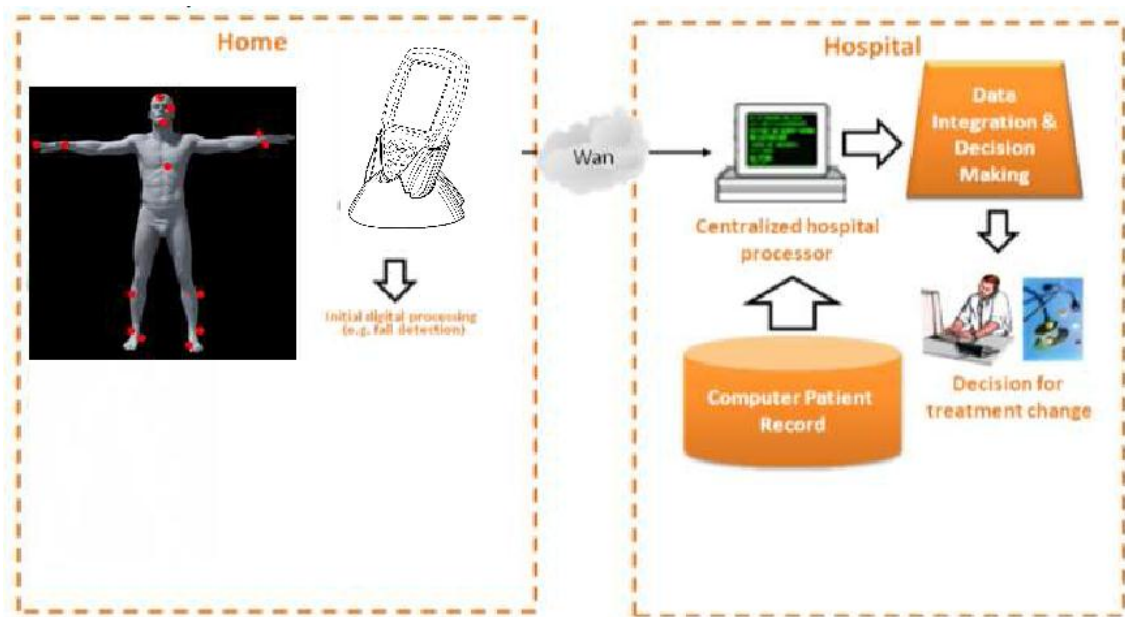 Home
Initial digital processing
(e.g. fall detection)
Wan
Hospital
Centralized hospital
processor
Data
Integration &
Decision
Making
Computer Patient
Record
Decision for
treatment change